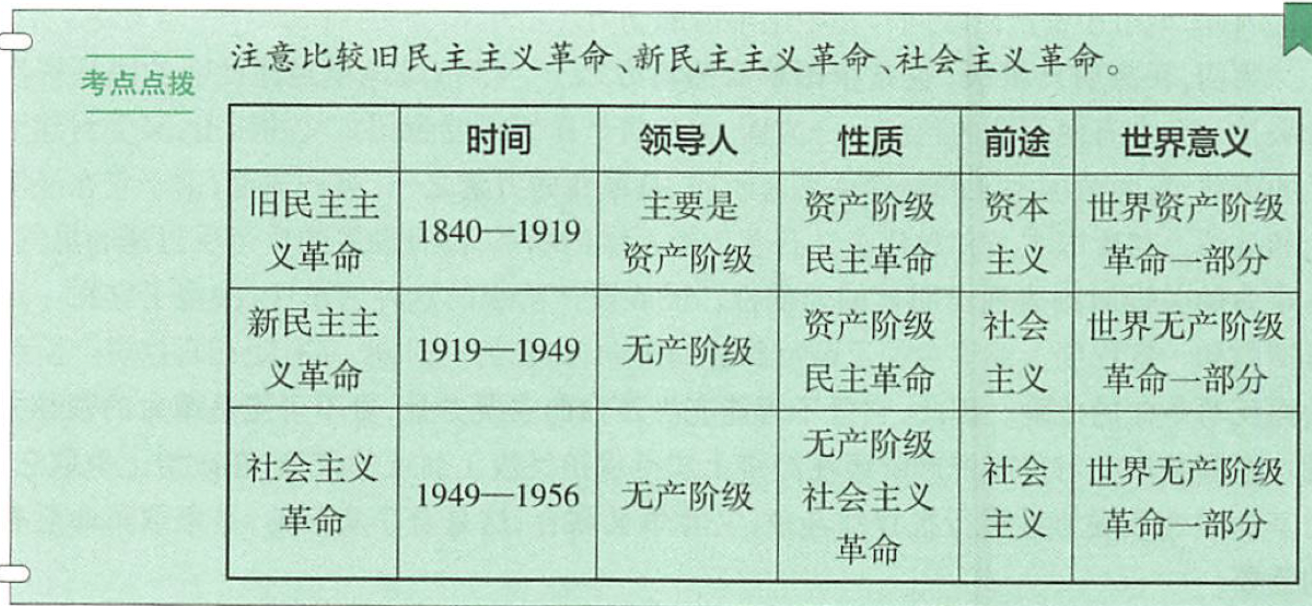 注意比较旧民主主义革命、新民主主义革命、社会主义革命。
考点点拨
时间 领导人 性质 前途 世界意义
旧民主主 主要是 资产阶级 资本 世界资产阶级
1840—1919
义革命 资产阶级 民主革命 主义 革命一部分
新民主主 资产阶级 社会 世界无产阶级
1919—1949 无产阶级
义革命 民主革命 主义 革命一部分
无产阶级
社会主义 社会 世界无产阶级
1949—1956 无产阶级 社会主义
革命 主义 革命一部分
革命